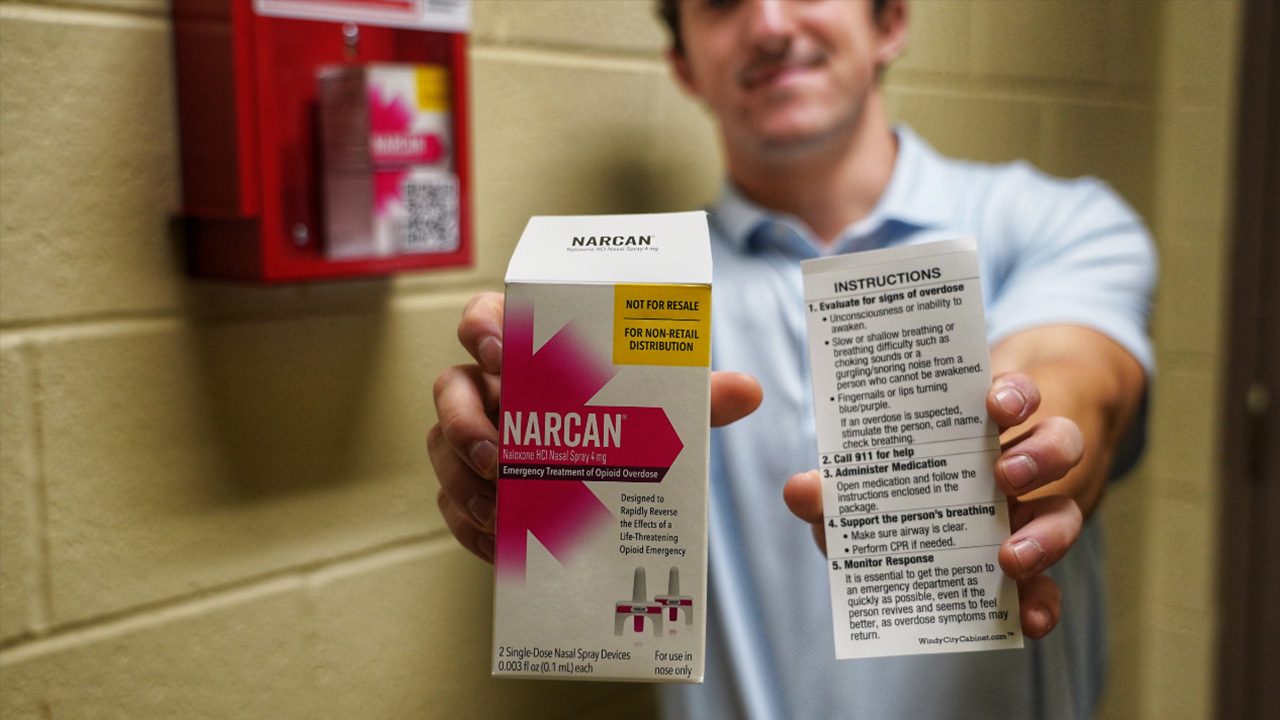 NARCAN
NARCAN
Naloxone HCl Nasal Spray 4 mg
NOT FOR RESALE
FOR NON-RETAIL
DISTRIBUTION
NARCAN®
Naloxone HCl Nasal Spray 4 mg
Emergency Treatment of Opioid Overdose
Designed to
Rapidly Reverse
the Effects of a
Life-Threatening
Opioid Emergency
NARCAN
NARCAN
2 Single-Dose Nasal Spray Devices
0.003 fl oz (0.1 mL) each
For use in
nose only
INSTRUCTIONS
1. Evaluate for signs of overdose
• Unconsciousness or inability to
awaken.
• Slow or shallow breathing or
breathing difficulty such as
choking sounds or a
gurgling/snoring noise from a
person who cannot be awakened.
• Fingernails or lips turning
blue/purple.
If an overdose is suspected,
stimulate the person, call name,
check breathing.
2. Call 911 for help
3. Administer Medication
Open medication and follow the
instructions enclosed in the
package.
4. Support the person's breathing
• Make sure airway is clear.
• Perform CPR if needed.
5. Monitor Response
It is essential to get the person to
an emergency department as
quickly as possible, even if the
person revives and seems to feel
better, as overdose symptoms may
return.
WindyCityCabinet.com™